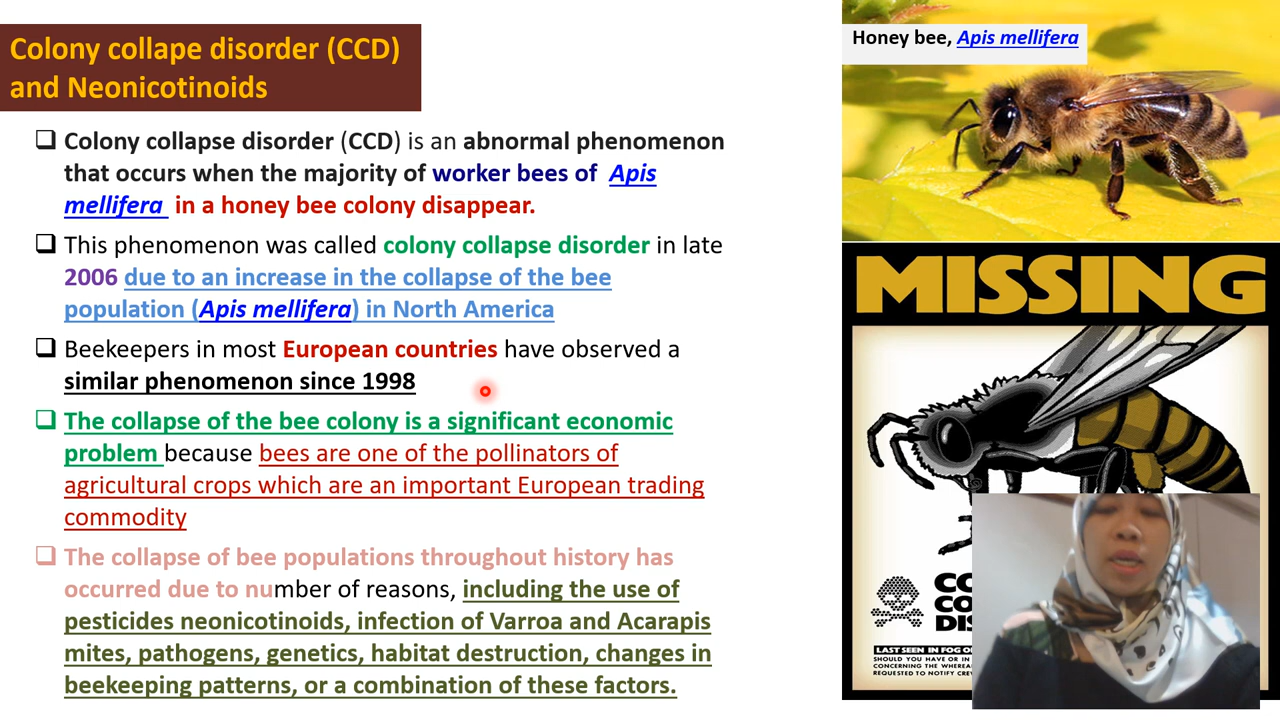 Colony collape disorder (CCD)
and Neonicotinoids
Colony collapse disorder (CCD) is an abnormal phenomenon
that occurs when the majority of worker bees of Apis
mellifera in a honey bee colony disappear.
This phenomenon was called colony collapse disorder in late
2006 due to an increase in the collapse of the bee
population (Apis mellifera) in North America
Beekeepers in most European countries have observed a
similar phenomenon since 1998
The collapse of the bee colony is a significant economic
problem because bees are one of the pollinators of
agricultural crops which are an important European trading
commodity
The collapse of bee populations throughout history has
occurred due to number of reasons, including the use of
pesticides neonicotinoids, infection of Varroa and Acarapis
mites, pathogens, genetics, habitat destruction, changes in
beekeeping patterns, or a combination of these factors.
Honey bee, Apis mellifera
MISSING
CO
CO
DIS
LAST SEEN IN FOG
SHOULD YOU HAVE OR IN
CONCERNING THE
REQUESTED TO NOTIFY